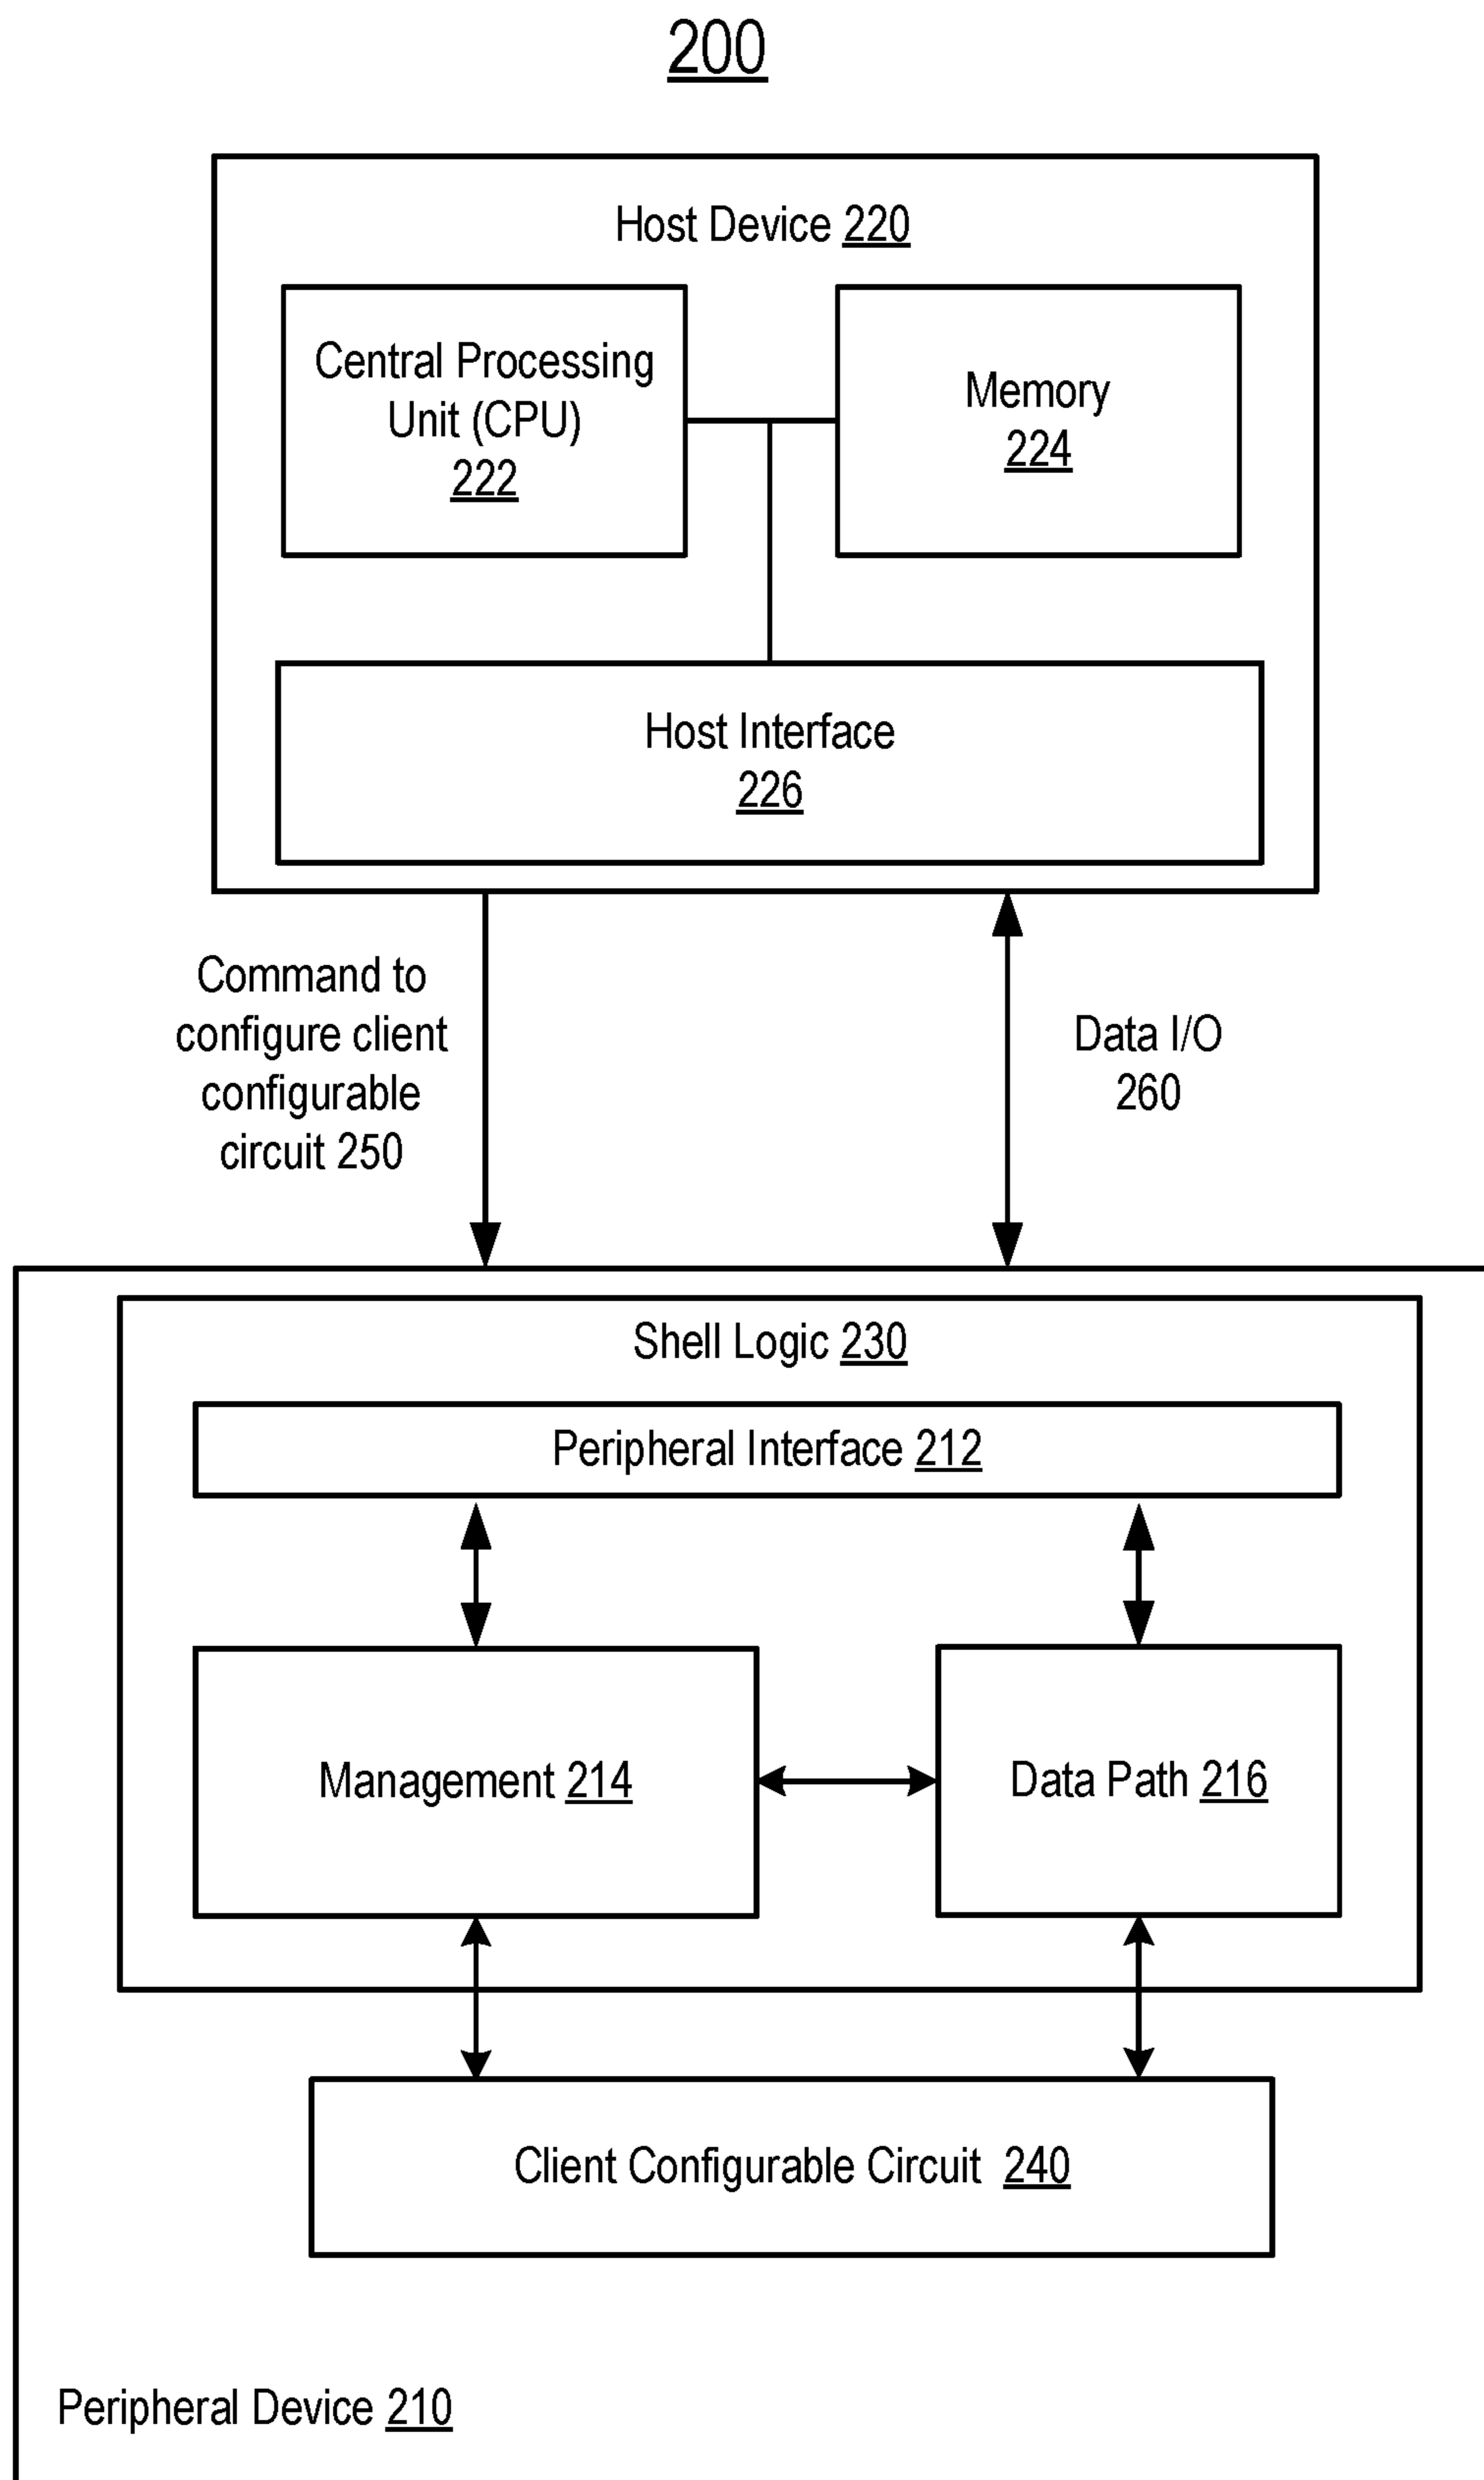 200
Host Device 220
Central Processing
Unit (CPU)
222
Memory
224
Host Interface
226
Command to
configure client
configurable
circuit 250
Data I/O
260
Shell Logic 230
Peripheral Interface 212
Management 214
Data Path 216
Client Configurable Circuit 240
Peripheral Device 210